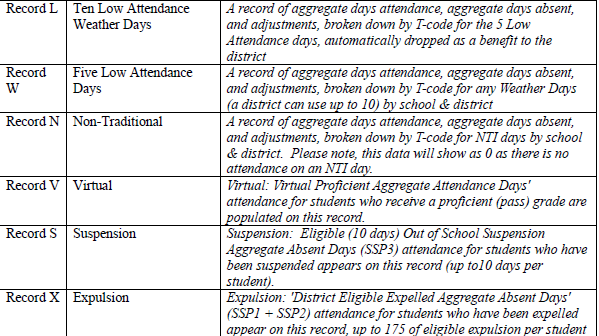 Record L Ten Low Attendance A record of aggregate days attendance, aggregate days absent,
Weather Days and adjustments, broken down by T-code for the 5 Low
Attendance days, automatically dropped as a benefit to the
district
Record Five Low Attendance A record of aggregate days attendance, aggregate days absent,
W Days and adjustments, broken down by T-code for any Weather Days
(a district can use up to 10) by school & district
Record N Non-Traditional A record of aggregate days attendance, aggregate days absent,
and adjustments, broken down by T-code for NTI days by school
& district. Please note, this data will show as 0 as there is no
attendance on an NTI day.
Record V Virtual Virtual: Virtual Proficient Aggregate Attendance Days'
attendance for students who receive a proficient (pass) grade are
populated on this record.
Record S Suspension Suspension: Eligible (10 days) Out of School Suspension
Aggregate Absent Days (SSP3) attendance for students who have
been suspended appears on this record (up to10 days per
student).
Record X Expulsion Expulsion: 'District Eligible Expelled Aggregate Absent Days'
(SSP1 + SSP2) attendance for students who have been expelled
appear on this record, up to 175 of eligible expulsion per student